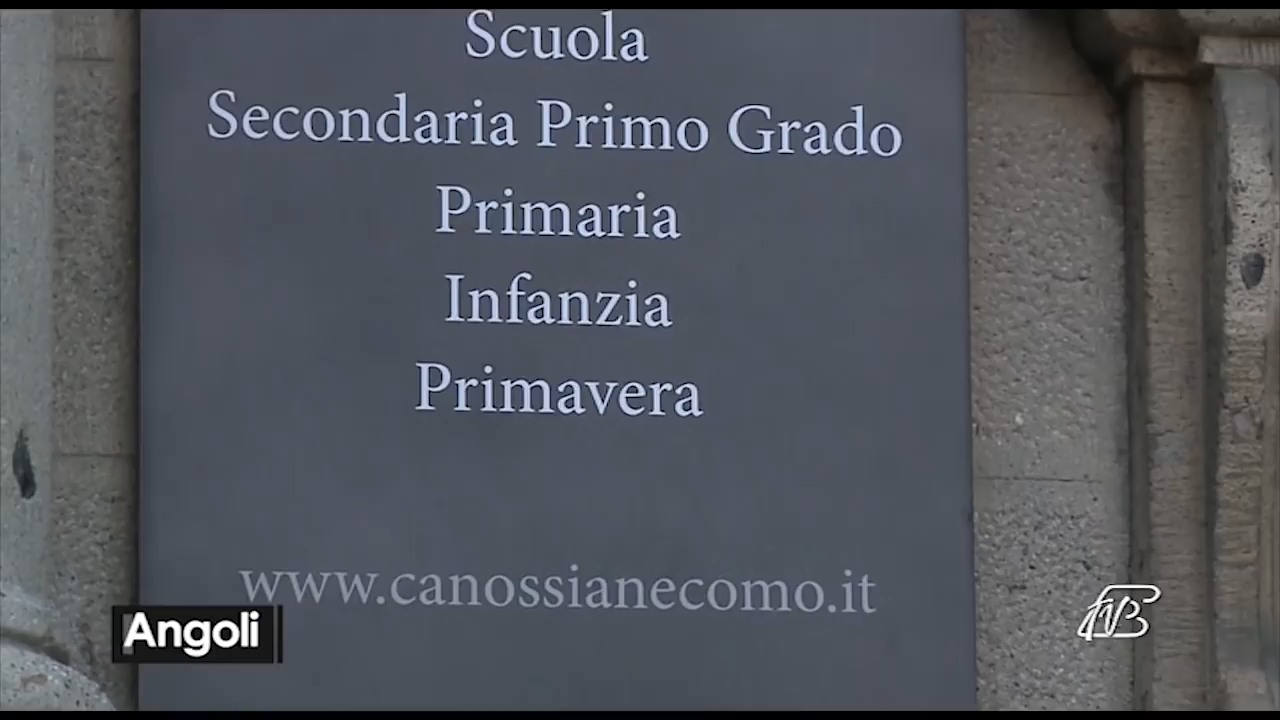 Scuola
Secondaria Primo Grado
Primaria
Infanzia
Primavera
www.canossianecomo.it
Angoli